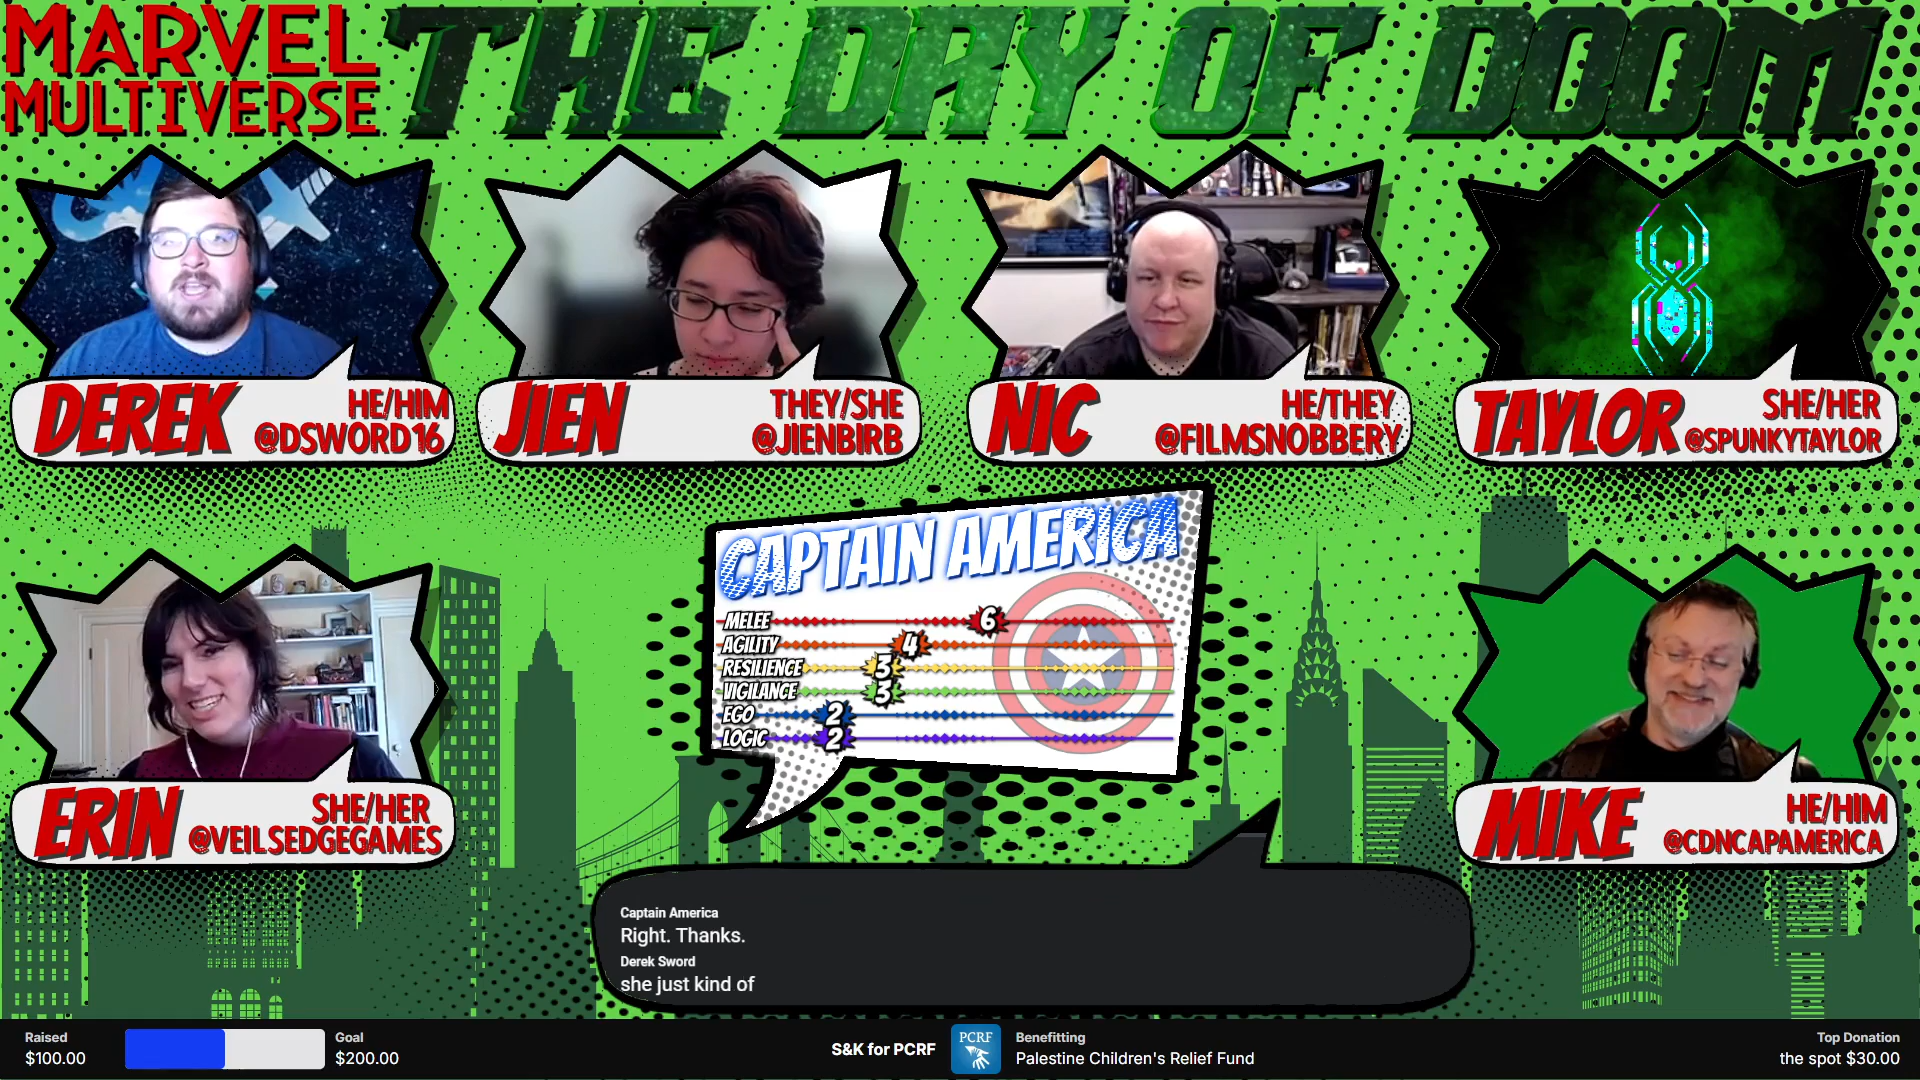 MARVEL
MULTIVERSE
THE DAY OF DOOM
DEREK
HE/HIM
@DSWORD16
JIEN
THEY/SHE
@JIENBIRB
NIC
HE/THEY
@FILMSNOBBERY
TAYLOR
SHE/HER
@SPUNKYTAYLOR
CAPTAIN AMERICA
MELEE 6
AGILITY 4
RESILIENCE 3
VIGILANCE 3
EGO 2
LOGIC 2
ERIN
SHE/HER
@VEILSEDGEGAMES
MIKE
HE/HIM
@CDNCAPAMERICA
Captain America
Right. Thanks.
Derek Sword
she just kind of
Raised
$100.00
Goal
$200.00
S&K for PCRF
PCRF
Benefitting
Palestine Children's Relief Fund
Top Donation
the spot $30.00